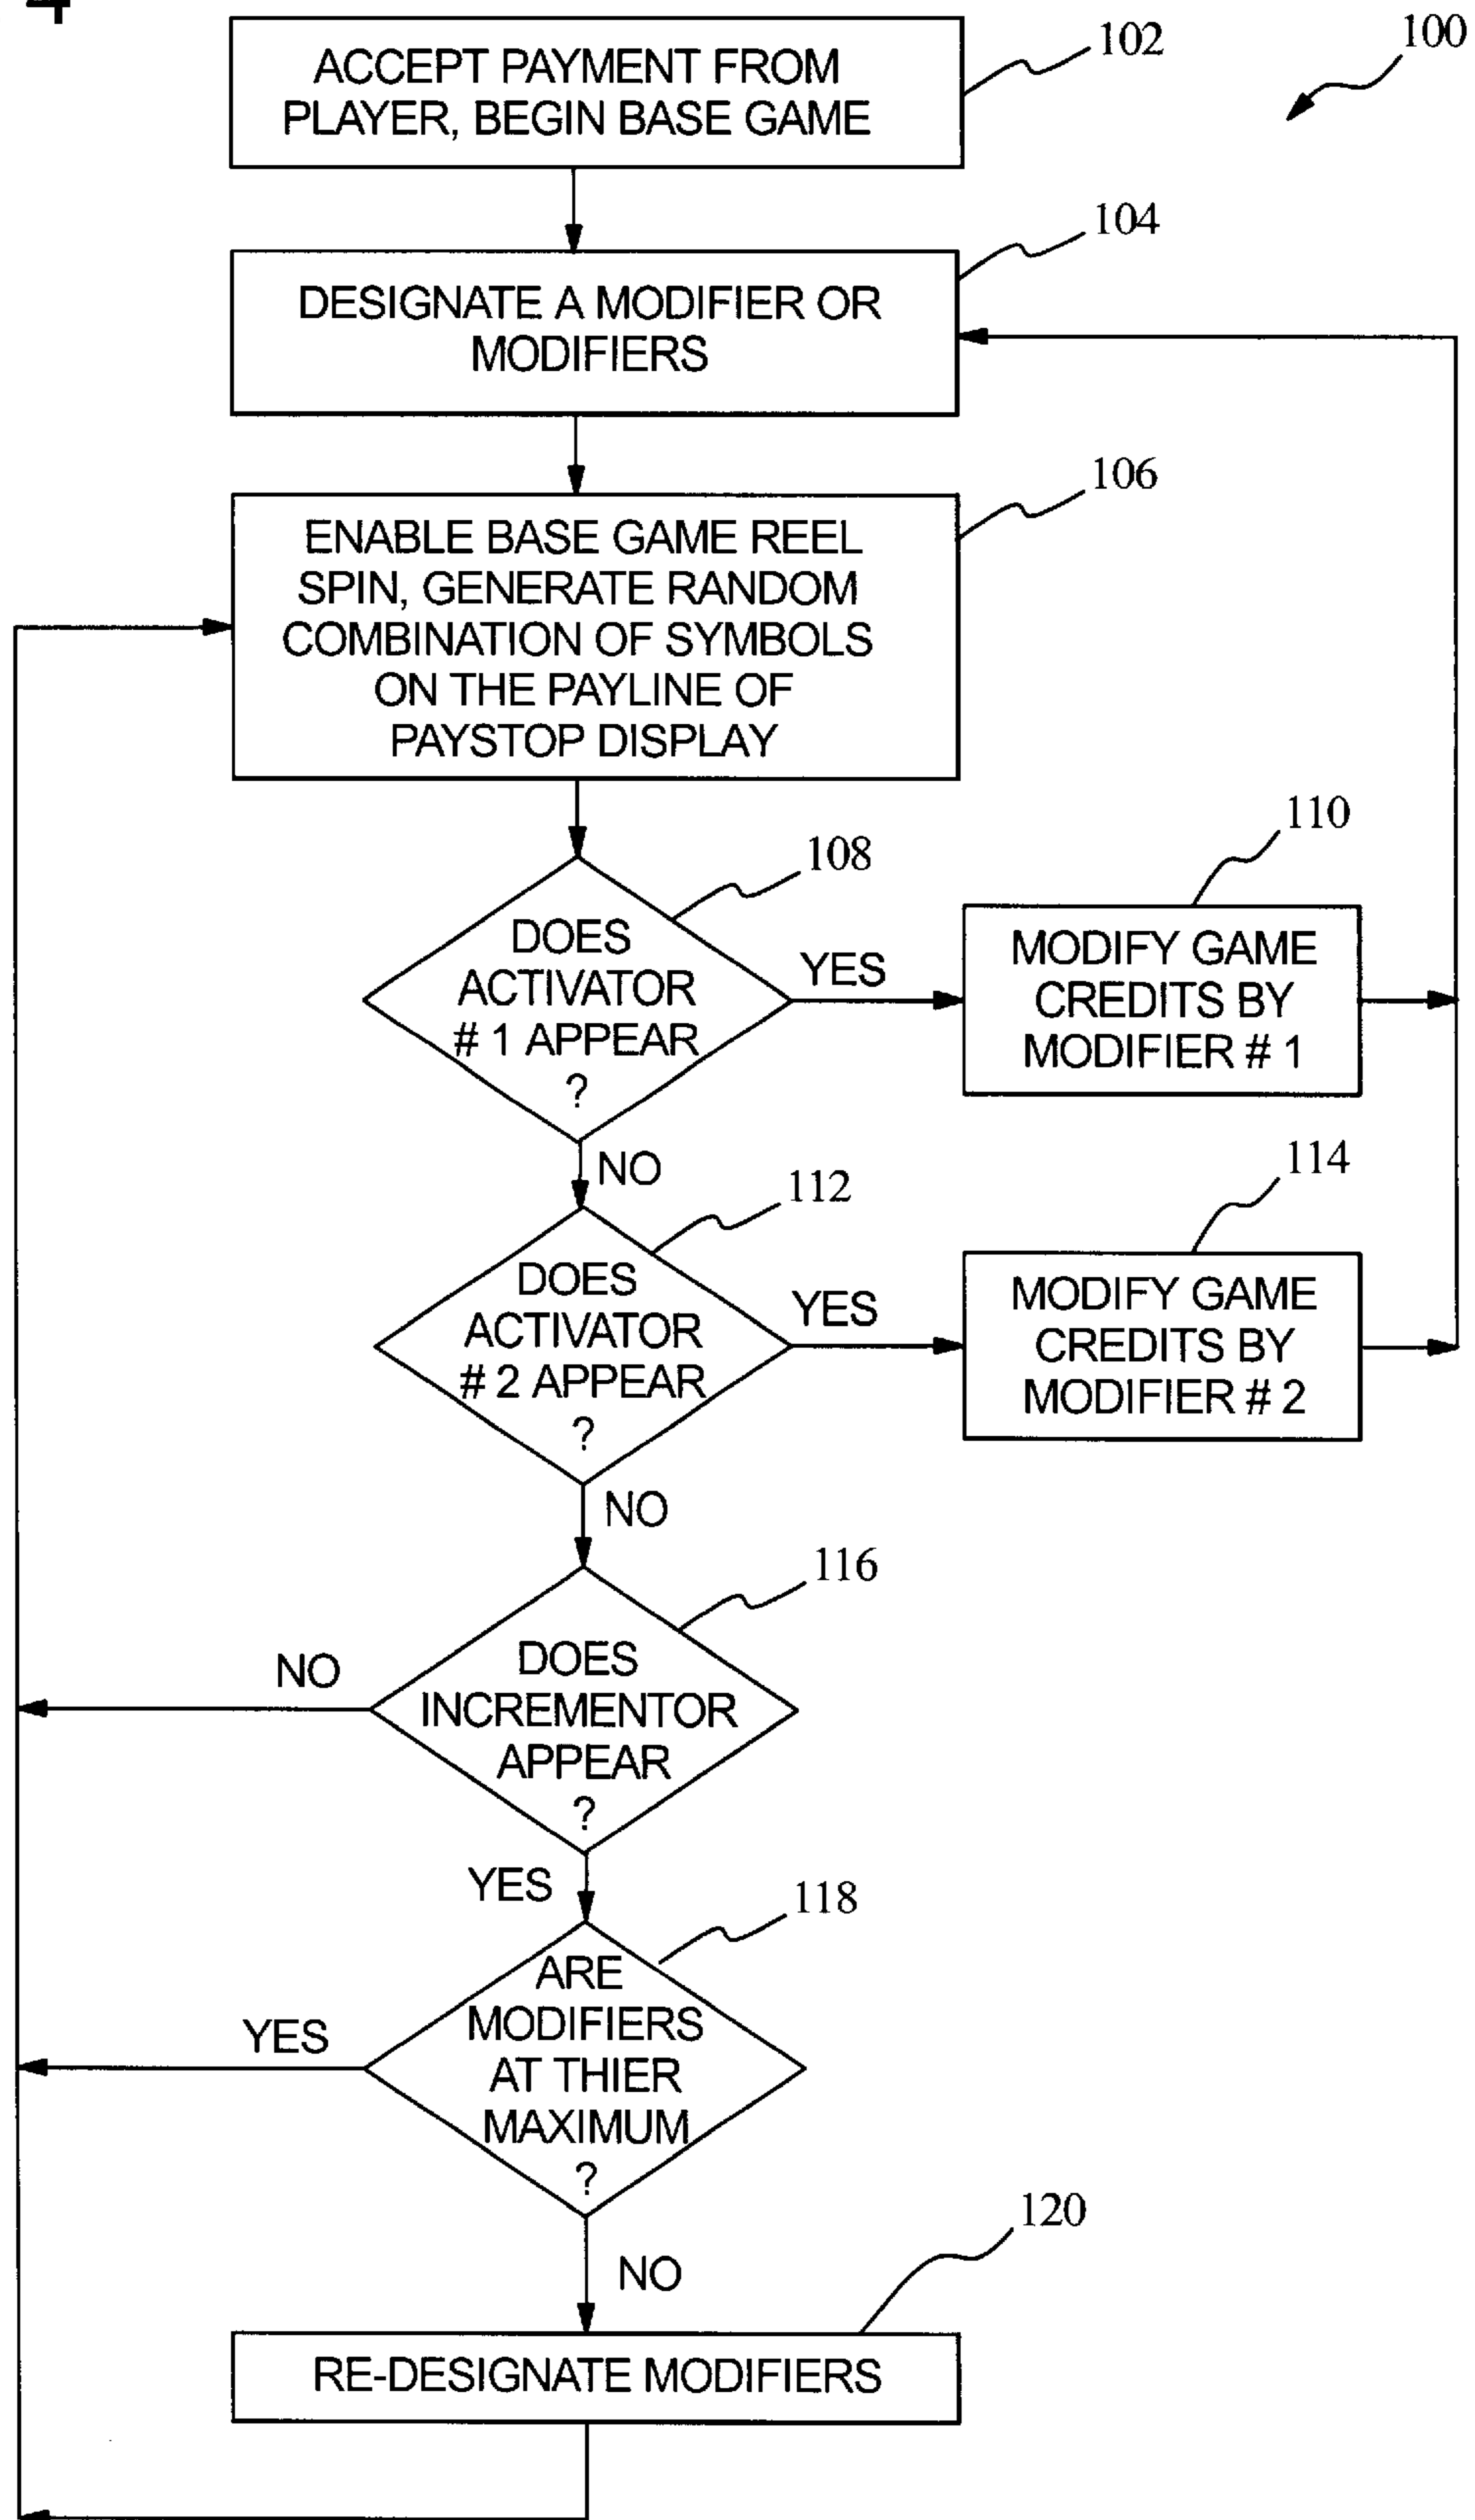 100
ACCEPT PAYMENT FROM
PLAYER, BEGIN BASE GAME
102
DESIGNATE A MODIFIER OR
MODIFIERS
104
ENABLE BASE GAME REEL
SPIN, GENERATE RANDOM
COMBINATION OF SYMBOLS
ON THE PAYLINE OF
PAYSTOP DISPLAY
106
DOES
ACTIVATOR
# 1 APPEAR
?
108
YES
MODIFY GAME
CREDITS BY
MODIFIER # 1
110
NO
DOES
ACTIVATOR
# 2 APPEAR
?
112
YES
MODIFY GAME
CREDITS BY
MODIFIER # 2
114
NO
DOES
INCREMENTOR
APPEAR
?
116
NO
YES
ARE
MODIFIERS
AT THIER
MAXIMUM
?
118
YES
NO
RE-DESIGNATE MODIFIERS
120